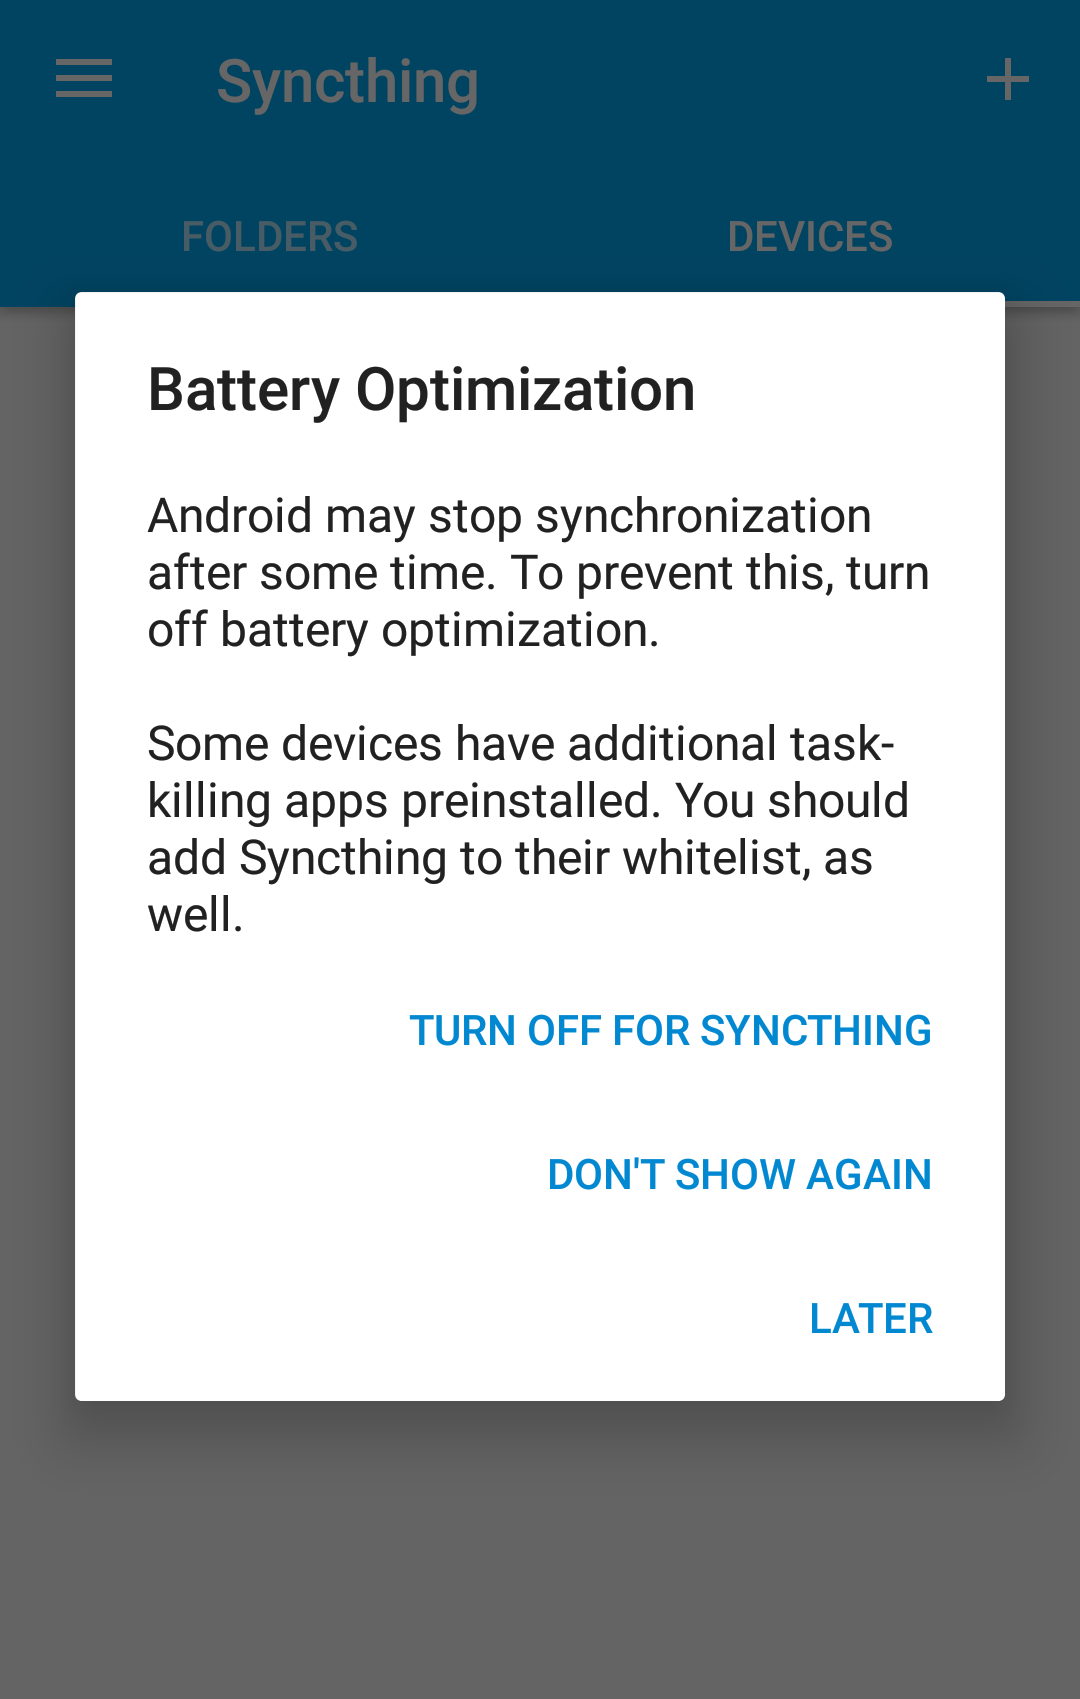 Syncthing
FOLDERS
DEVICES
Battery Optimization
Android may stop synchronization
after some time. To prevent this, turn
off battery optimization.
Some devices have additional task-
killing apps preinstalled. You should
add Syncthing to their whitelist, as
well.
TURN OFF FOR SYNCTHING
DON'T SHOW AGAIN
LATER